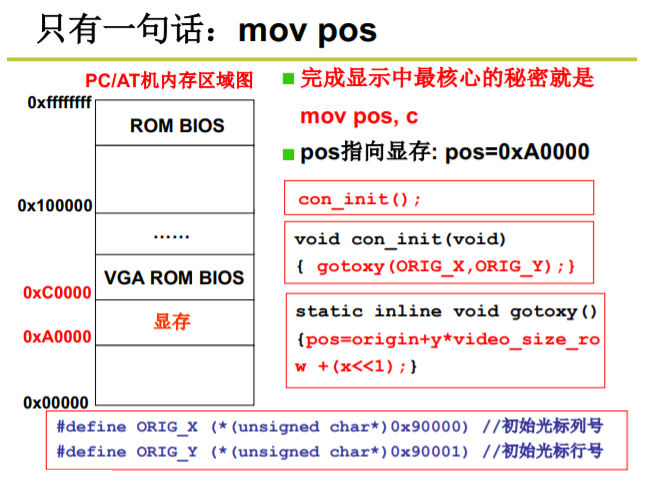 只有一句话：mov pos
PC/AT机内存区域图
0xffffffff
ROM BIOS
0x100000
……
VGA ROM BIOS
0xC0000
显存
0xA0000
0x00000
完成显示中最核心的秘密就是
mov pos, c
pos指向显存: pos=0xA0000
con_init();
void con_init(void)
{ gotoxy(ORIG_X,ORIG_Y);}
static inline void gotoxy()
{pos=origin+y*video_size_ro
w +(x<<1);}
#define ORIG_X (*(unsigned char*)0x90000) //初始光标列号
#define ORIG_Y (*(unsigned char*)0x90001) //初始光标行号